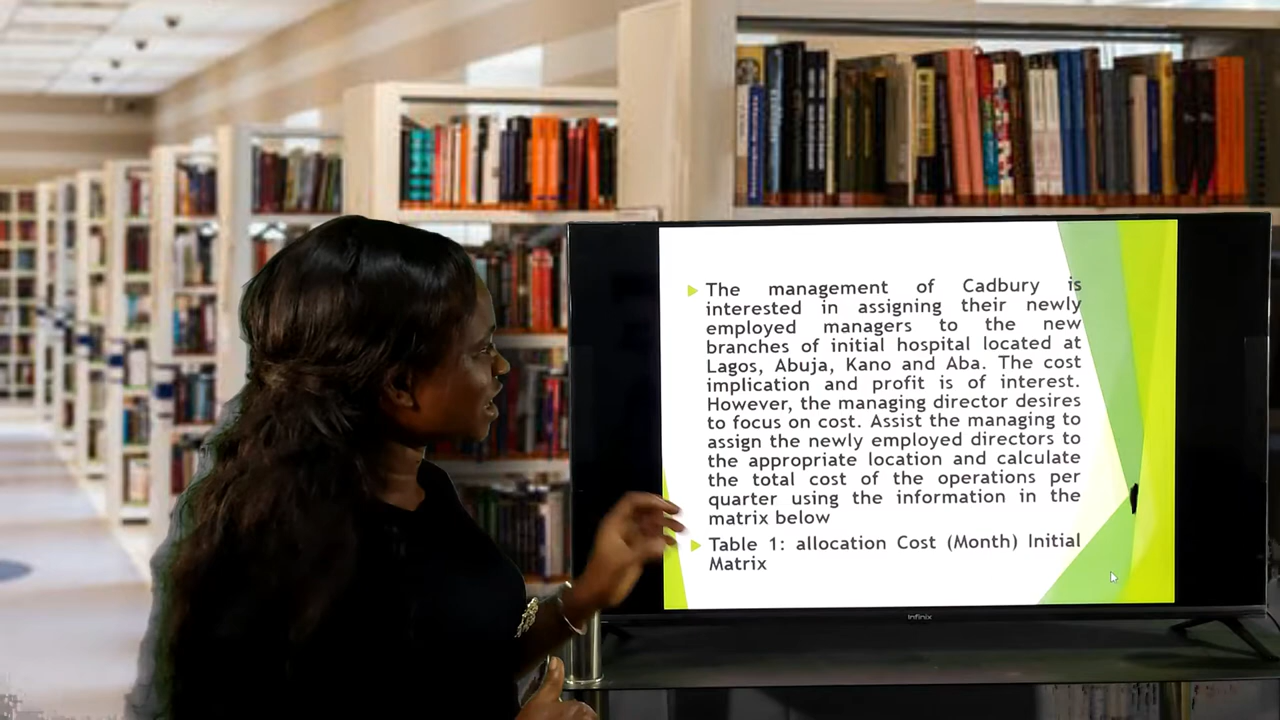 The management of Cadbury is
interested in assigning their newly
employed managers to the new
branches of initial hospital located at
Lagos, Abuja, Kano and Aba. The cost
implication and profit is of interest.
However, the managing director desires
to focus on cost. Assist the managing to
assign the newly employed directors to
the appropriate location and calculate
the total cost of the operations per
quarter using the information in the
matrix below
Table 1: allocation Cost (Month) Initial
Matrix
Infinix